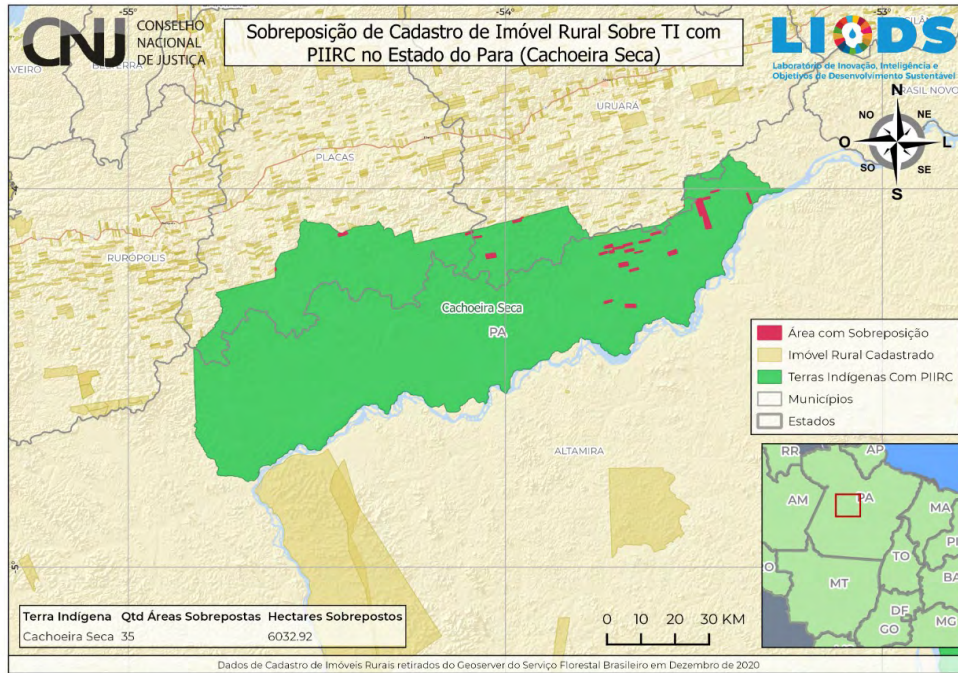 CNJ
CONSELHO
NACIONAL
DE JUSTIÇA
Sobreposição de Cadastro de Imóvel Rural Sobre TI com
PIIRC no Estado do Para (Cachoeira Seca)
LIODS
Laboratório de Inovação, Inteligência e
Objetivos de Desenvolvimento Sustentável
-55°
-54°
-53°
AVEIRO
BRASIL NOVO
URUARÁ
PLACAS
RUROPOLIS
N
NO
NE
O
L
SO
SE
S
Cachoeira Seca
PA
ALTAMIRA
-5°
Área com Sobreposição
Imóvel Rural Cadastrado
Terras Indígenas Com PIIRC
Municípios
Estados
RR
AP
AM
PA
MA
TO
MT
BA
DF
GO
MG
Terra Indígena Qtd Áreas Sobrepostas Hectares Sobrepostos
Cachoeira Seca 35 6032.92
0 10 20 30 KM
Dados de Cadastro de Imóveis Rurais retirados do Geoserver do Serviço Florestal Brasileiro em Dezembro de 2020